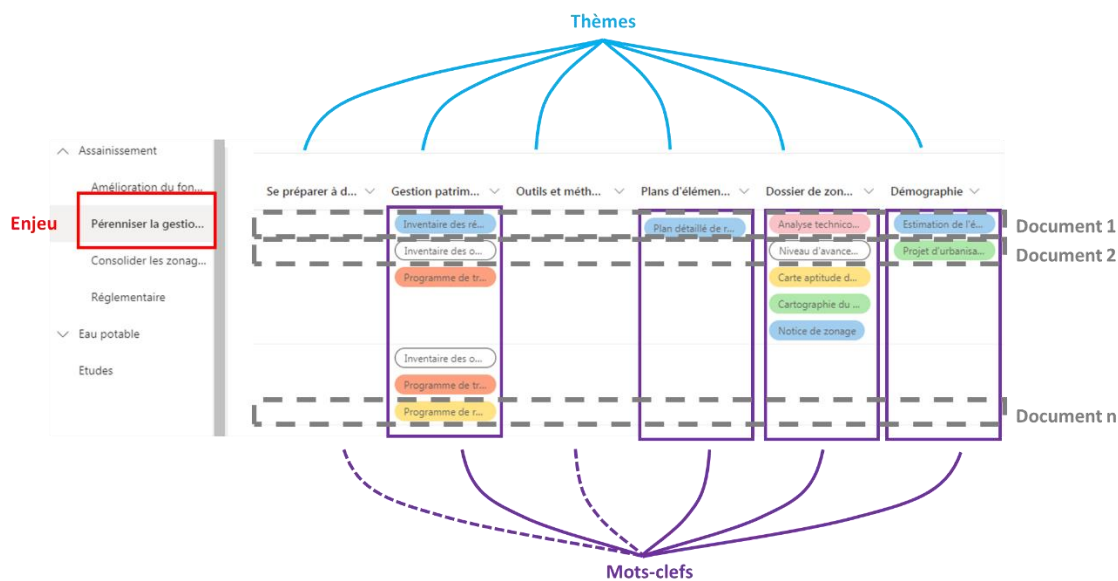 Thèmes
Assainissement
Amélioration du fon...
Se préparer à d... Gestion patrim... Outils et méth... Plans d'élémen... Dossier de zon... Démographie
Enjeu Pérenniser la gestio... Inventaire des ré... Plan détaillé de r... Analyse technico... Estimation de l'é... Document 1
Consolider les zonag... Inventaire des o... Niveau d'avance... Projet d'urbanisa... Document 2
Programme de tr... Carte aptitude d...
Réglementaire Cartographie du ...
Eau potable Notice de zonage
Inventaire des o...
Etudes
Programme de tr...
Programme de r... Document n
Mots-clefs